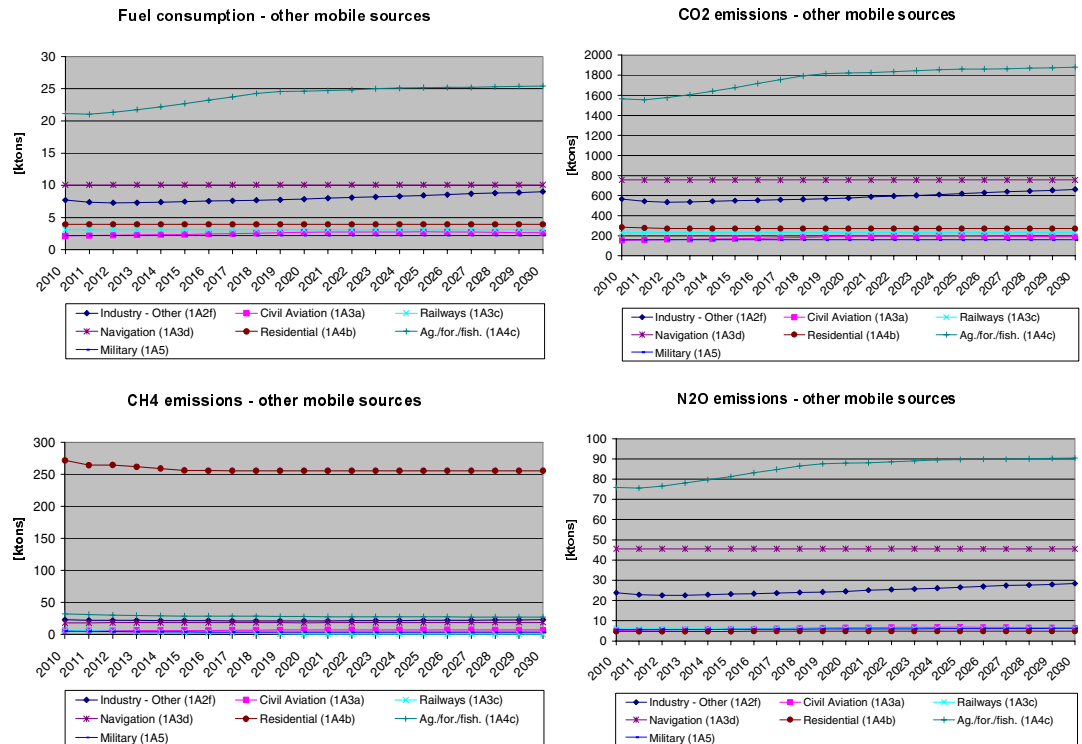 Fuel consumption - other mobile sources
30
25
20
15
10
5
0
[ktons]
2010 2011 2012 2013 2014 2015 2016 2017 2018 2019 2020 2021 2022 2023 2024 2025 2026 2027 2028 2029 2030
Industry - Other (1A2f) Civil Aviation (1A3a) Railways (1A3c)
Navigation (1A3d) Residential (1A4b) Ag./for./fish. (1A4c)
Military (1A5)
CO2 emissions - other mobile sources
2000
1800
1600
1400
1200
1000
800
600
400
200
0
[ktons]
2010 2011 2012 2013 2014 2015 2016 2017 2018 2019 2020 2021 2022 2023 2024 2025 2026 2027 2028 2029 2030
Industry - Other (1A2f) Civil Aviation (1A3a) Railways (1A3c)
Navigation (1A3d) Residential (1A4b) Ag./for./fish. (1A4c)
Military (1A5)
CH4 emissions - other mobile sources
300
250
200
150
100
50
0
[ktons]
2010 2011 2012 2013 2014 2015 2016 2017 2018 2019 2020 2021 2022 2023 2024 2025 2026 2027 2028 2029 2030
Industry - Other (1A2f) Civil Aviation (1A3a) Railways (1A3c)
Navigation (1A3d) Residential (1A4b) Ag./for./fish. (1A4c)
Military (1A5)
N2O emissions - other mobile sources
100
90
80
70
60
50
40
30
20
10
0
[ktons]
2010 2011 2012 2013 2014 2015 2016 2017 2018 2019 2020 2021 2022 2023 2024 2025 2026 2027 2028 2029 2030
Industry - Other (1A2f) Civil Aviation (1A3a) Railways (1A3c)
Navigation (1A3d) Residential (1A4b) Ag./for./fish. (1A4c)
Military (1A5)